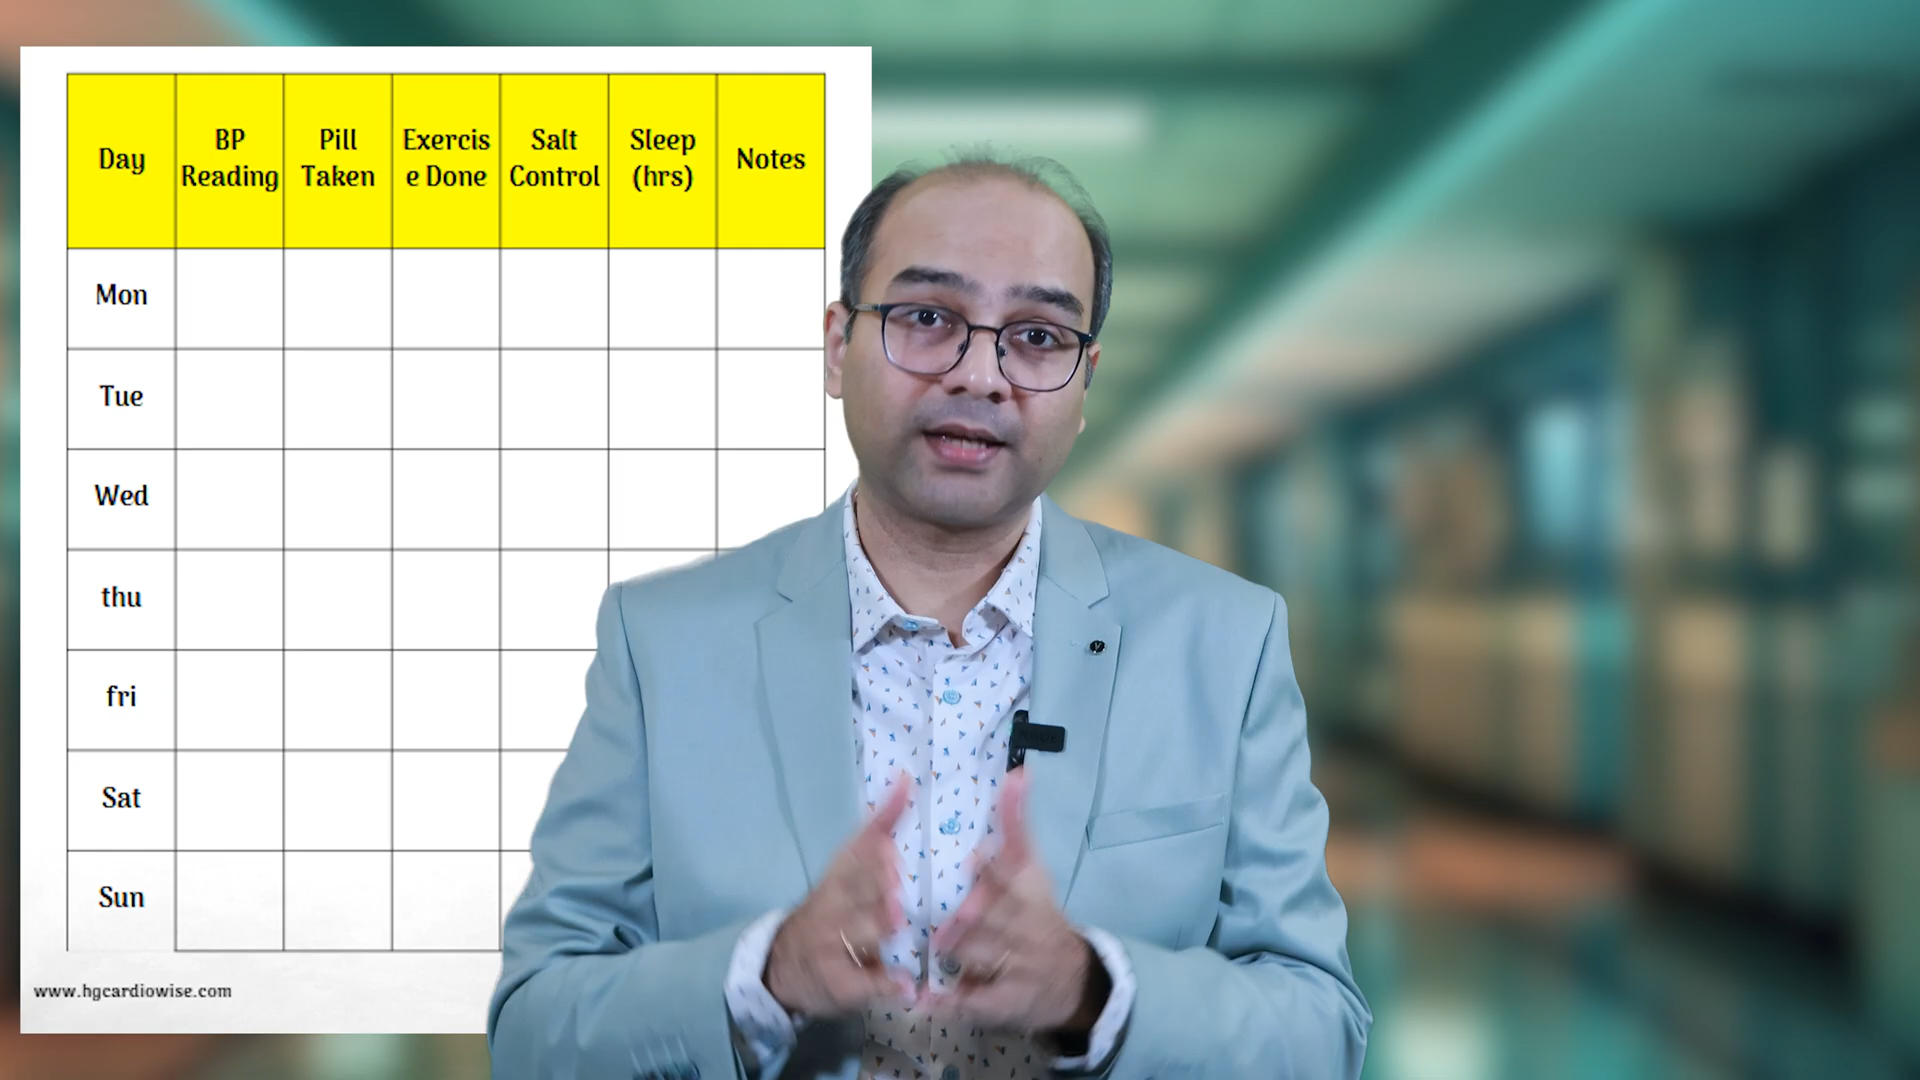 Day
BP
Reading
Pill
Taken
Exercis
e Done
Salt
Control
Sleep
(hrs)
Notes
Mon
Tue
Wed
thu
fri
Sat
Sun
www.hgcardiowise.com